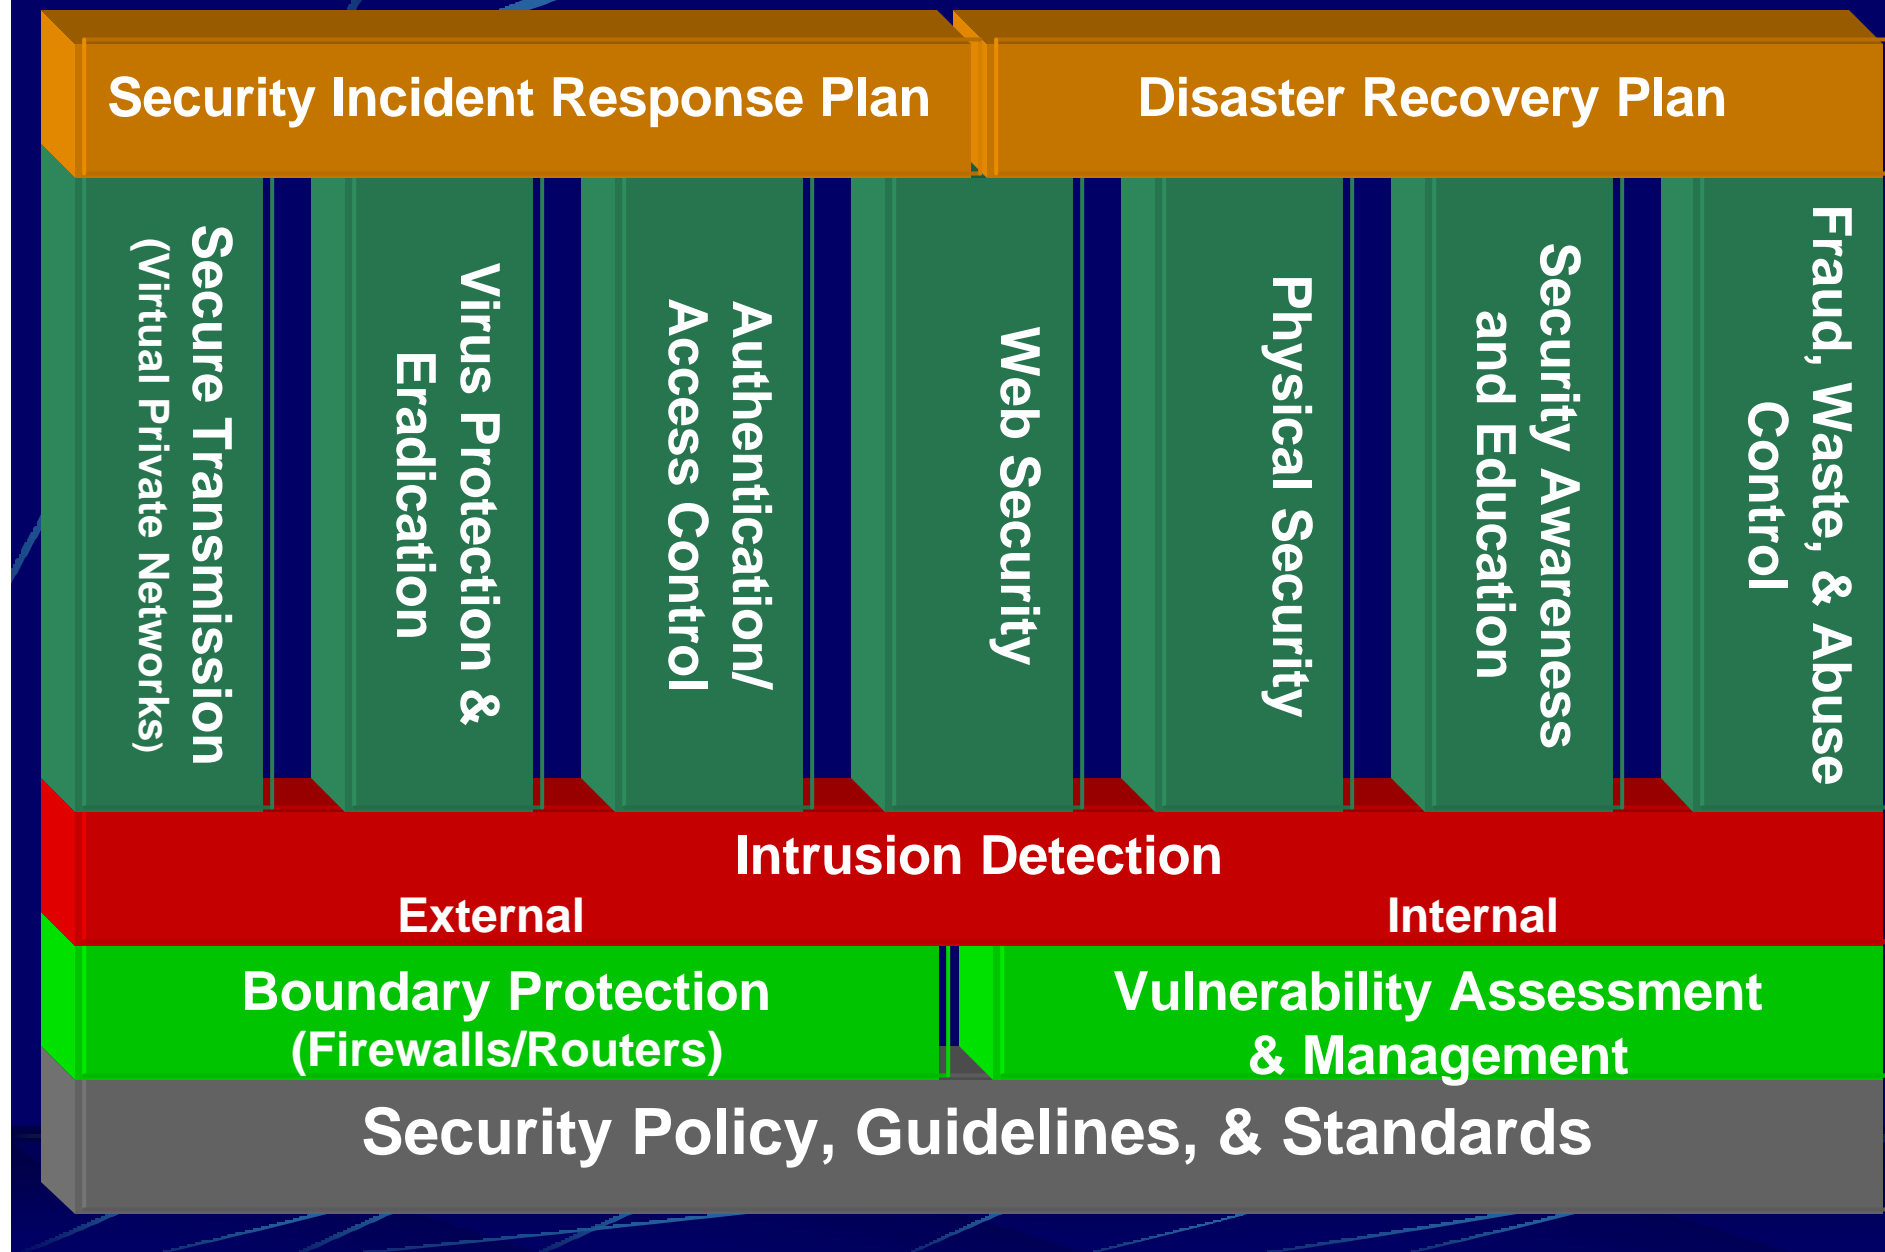 Security Incident Response Plan
Disaster Recovery Plan
Secure Transmission
(Virtual Private Networks)
Virus Protection &
Eradication
Authentication/
Access Control
Web Security
Physical Security
Security Awareness
and Education
Fraud, Waste, & Abuse
Control
Intrusion Detection
External
Internal
Boundary Protection
(Firewalls/Routers)
Vulnerability Assessment
& Management
Security Policy, Guidelines, & Standards